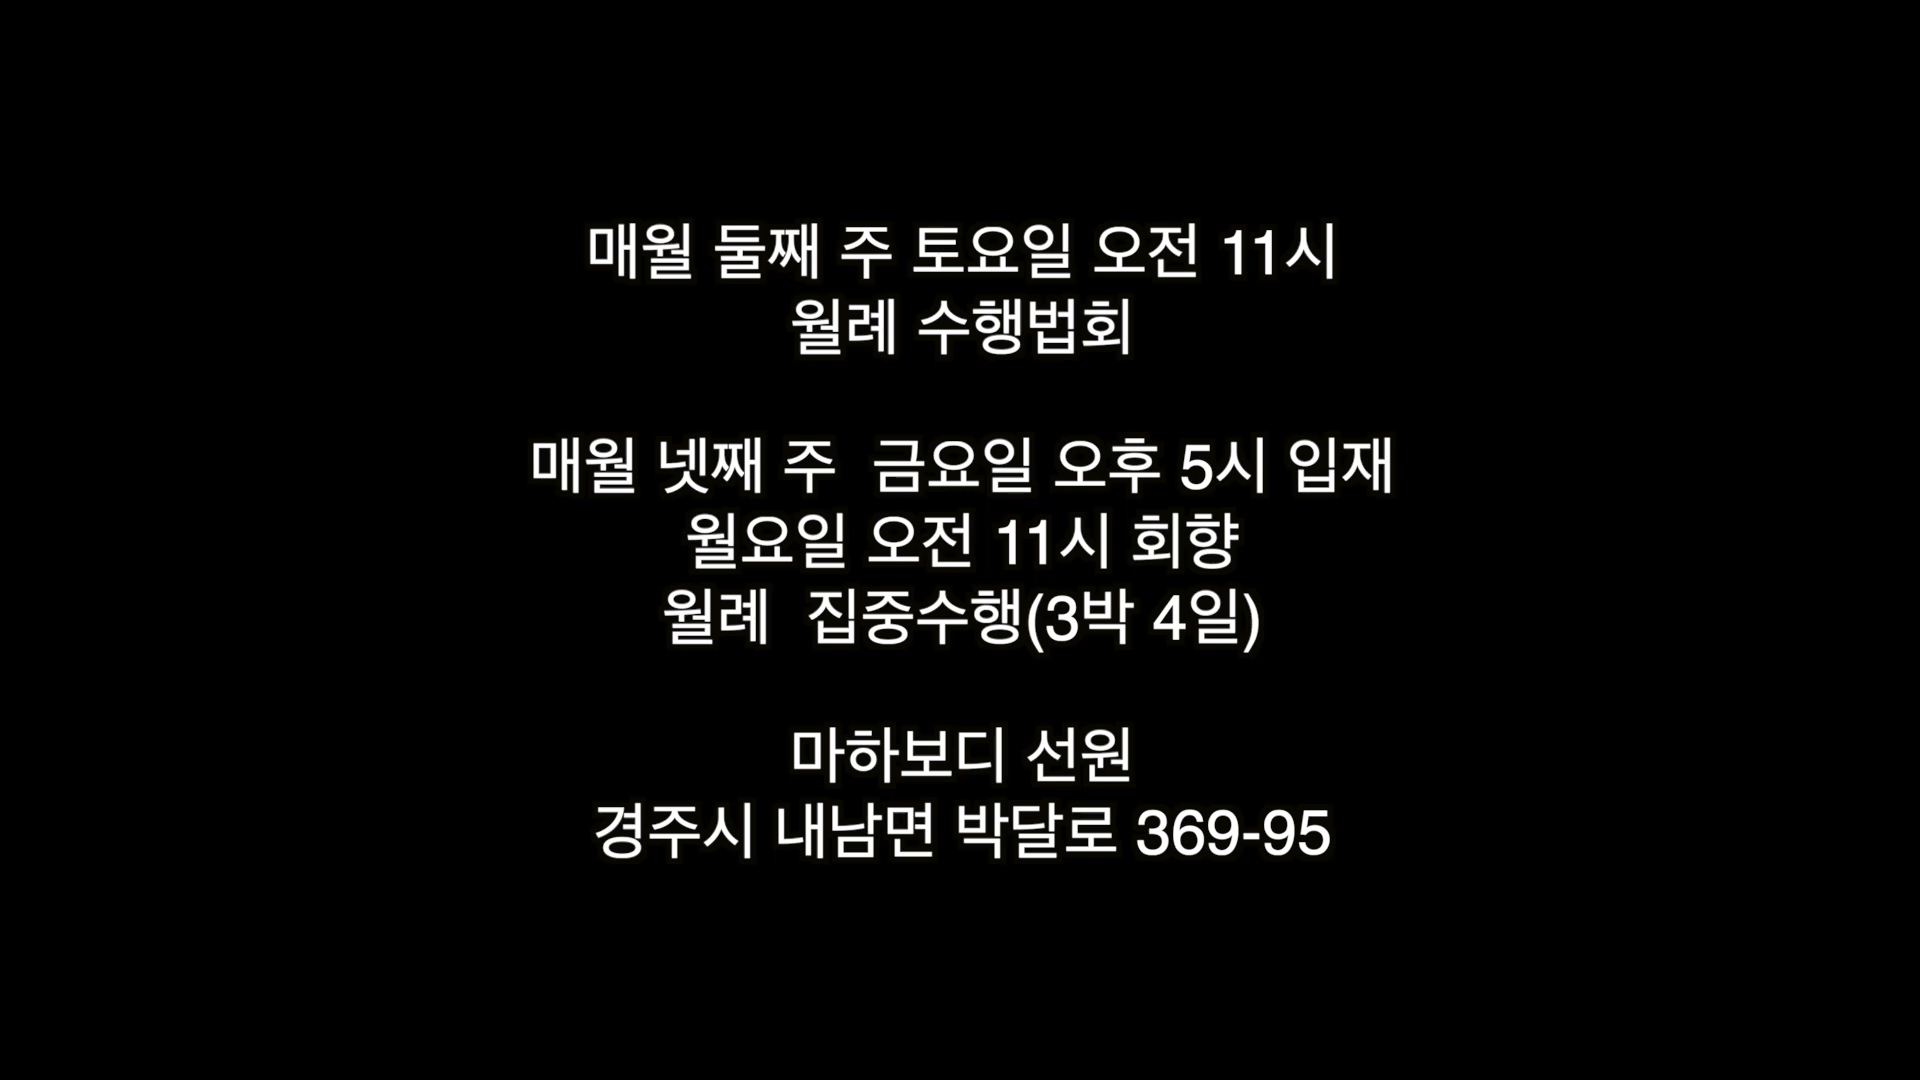 매월 둘째 주 토요일 오전 11시
월례 수행법회
매월 넷째 주  금요일 오후 5시 입재
월요일 오전 11시 회향
월례  집중수행(3박 4일)
마하보디 선원
경주시 내남면 박달로 369-95